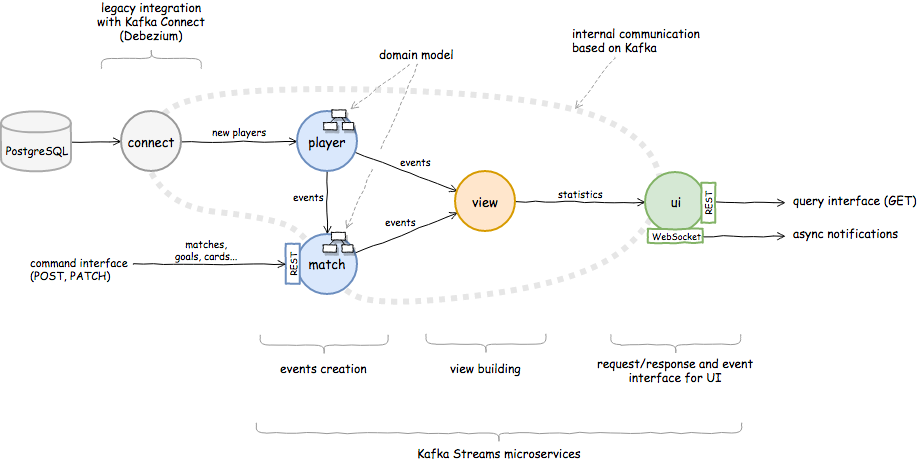 legacy integration
with Kafka Connect
(Debezium)
internal communication
based on Kafka
domain model
PostgreSQL
connect
new players
player
events
events
view
statistics
ui
REST
WebSocket
query interface (GET)
async notifications
events
matches,
goals, cards...
command interface
(POST, PATCH)
REST
match
events creation
view building
request/response and event
interface for UI
Kafka Streams microservices